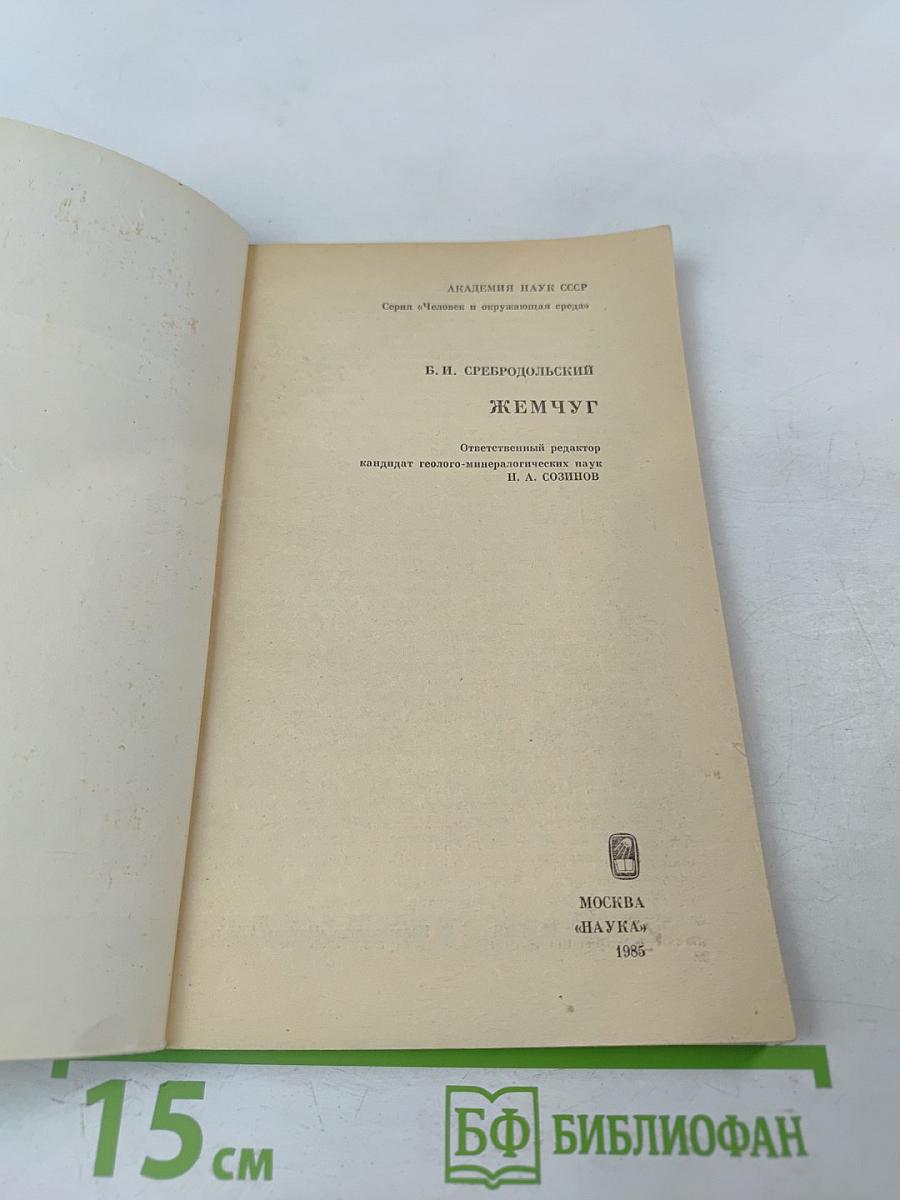 АКАДЕМИЯ НАУК СССР
Серия «Человек и окружающая среда»
Б. И. СРЕБРОДОЛЬСКИЙ
ЖЕМЧУГ
Ответственный редактор
кандидат геолого-минералогических наук
Н. А. СОЗИНОВ
МОСКВА
«НАУКА»
1985
15 см
БФ БИБЛИОФАН